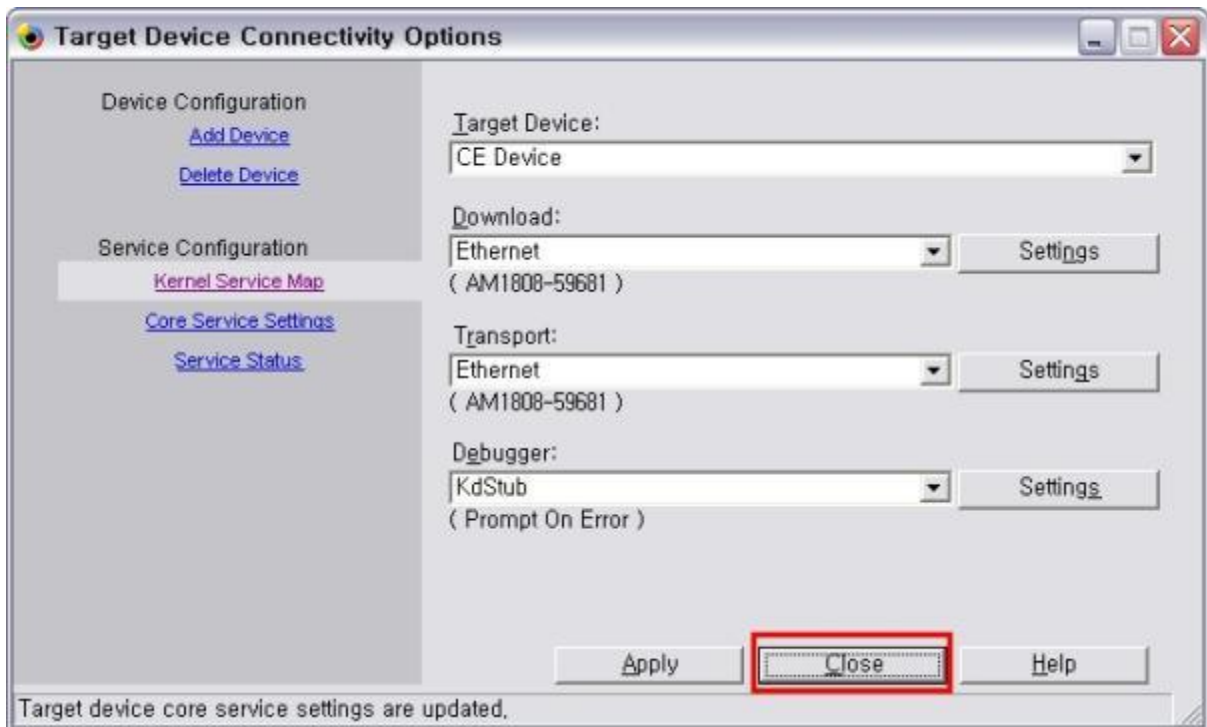 Target Device Connectivity Options
Device Configuration
Add Device
Delete Device
Service Configuration
Kernel Service Map
Core Service Settings
Service Status
Target Device:
CE Device
Download:
Ethernet
Settings
( AM1808-59681 )
Transport:
Ethernet
Settings
( AM1808-59681 )
Debugger:
KdStub
Settings
( Prompt On Error )
Apply
Close
Help
Target device core service settings are updated,